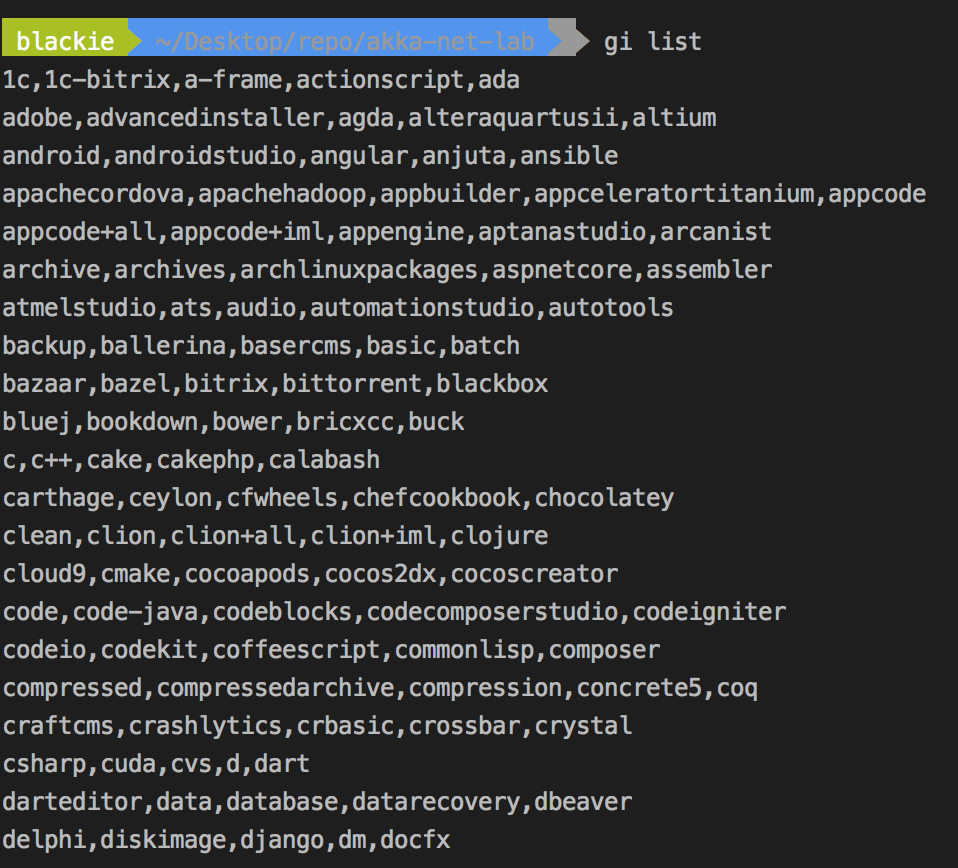 blackie ~/Desktop/repo/akka-net-lab gi list
1c,1c-bitrix,a-frame,actionscript,ada
adobe,advancedinstaller,agda,alteraquartusii,altium
android,androidstudio,angular,anjuta,ansible
apachecordova,apachehadoop,appbuilder,appceleratortitanium,appcode
appcode+all,appcode+iml,appengine,aptanastudio,arcanist
archive,archives,archlinuxpackages,aspnetcore,assembler
atmelstudio,ats,audio,automationstudio,autotools
backup,ballerina,basercms,basic,batch
bazaar,bazel,bitrix,bittorrent,blackbox
bluej,bookdown,bower,bricxcc,buck
c,c++,cake,cakephp,calabash
carthage,ceylon,cfwheels,chefcookbook,chocolatey
clean,clion,clion+all,clion+iml,clojure
cloud9,cmake,cocoapods,cocos2dx,cocoscreator
code,code-java,codeblocks,codecomposerstudio,codeigniter
codeio,codekit,coffeescript,commonlisp,composer
compressed,compressedarchive,compression,concrete5,coq
craftcms,crashlytics,crbasic,crossbar,crystal
csharp,cuda,cvs,d,dart
darteditor,data,database,datarecovery,dbeaver
delphi,diskimage,django,dm,docfx